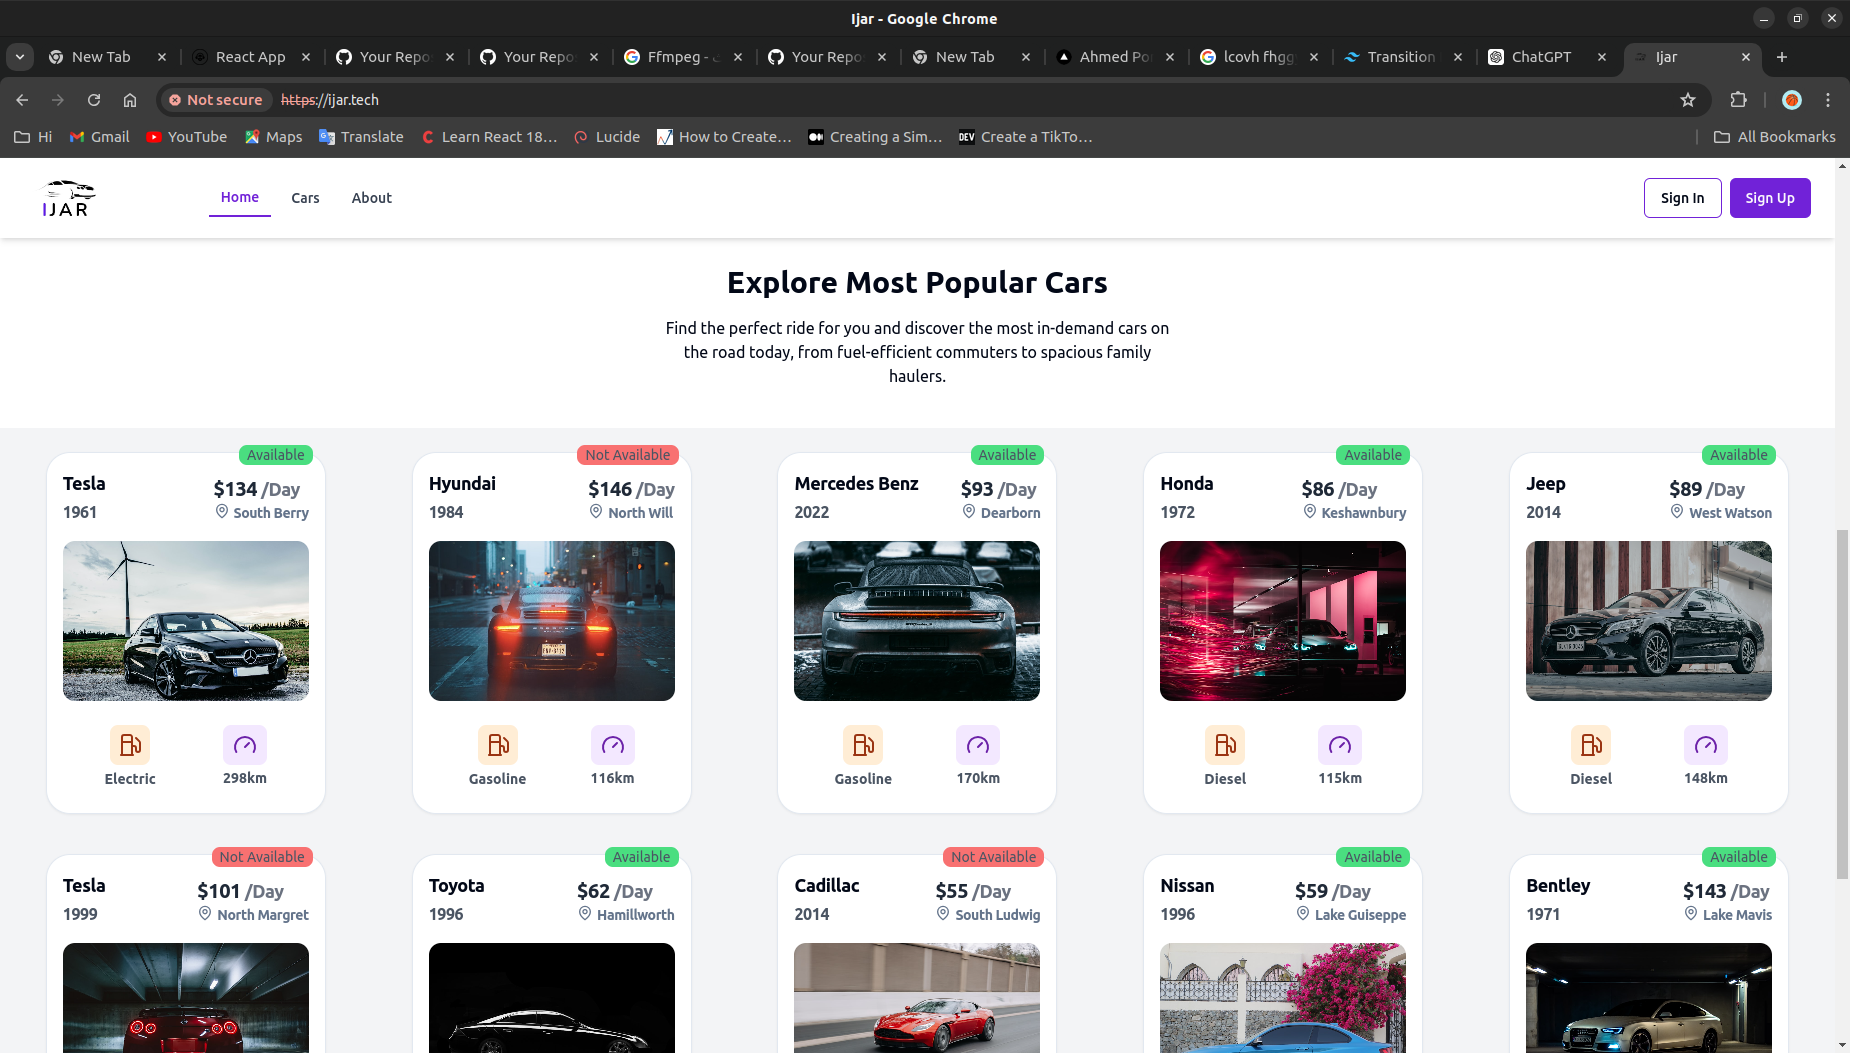 Ijar - Google Chrome
New Tab
React App
Your Repo
Your Repo
Ffmpeg -
Your Repo
New Tab
Ahmed Po
lcovh fhgg
Transition
ChatGPT
Ijar
Not secure
https://ijar.tech
Hi
Gmail
YouTube
Maps
Translate
Learn React 18…
Lucide
How to Create…
Creating a Sim…
DEV
Create a TikTo…
All Bookmarks
IJAR
Home
Cars
About
Sign In
Sign Up
Explore Most Popular Cars
Find the perfect ride for you and discover the most in-demand cars on
the road today, from fuel-efficient commuters to spacious family
haulers.
Available
Tesla
$134 /Day
1961
South Berry
Electric
298km
Not Available
Hyundai
$146 /Day
1984
North Will
Gasoline
116km
Available
Mercedes Benz
$93 /Day
2022
Dearborn
Gasoline
170km
Available
Honda
$86 /Day
1972
Keshawnbury
Diesel
115km
Available
Jeep
$89 /Day
2014
West Watson
Diesel
148km
Not Available
Tesla
$101 /Day
1999
North Margret
Available
Toyota
$62 /Day
1996
Hamillworth
Not Available
Cadillac
$55 /Day
2014
South Ludwig
Available
Nissan
$59 /Day
1996
Lake Guiseppe
Available
Bentley
$143 /Day
1971
Lake Mavis